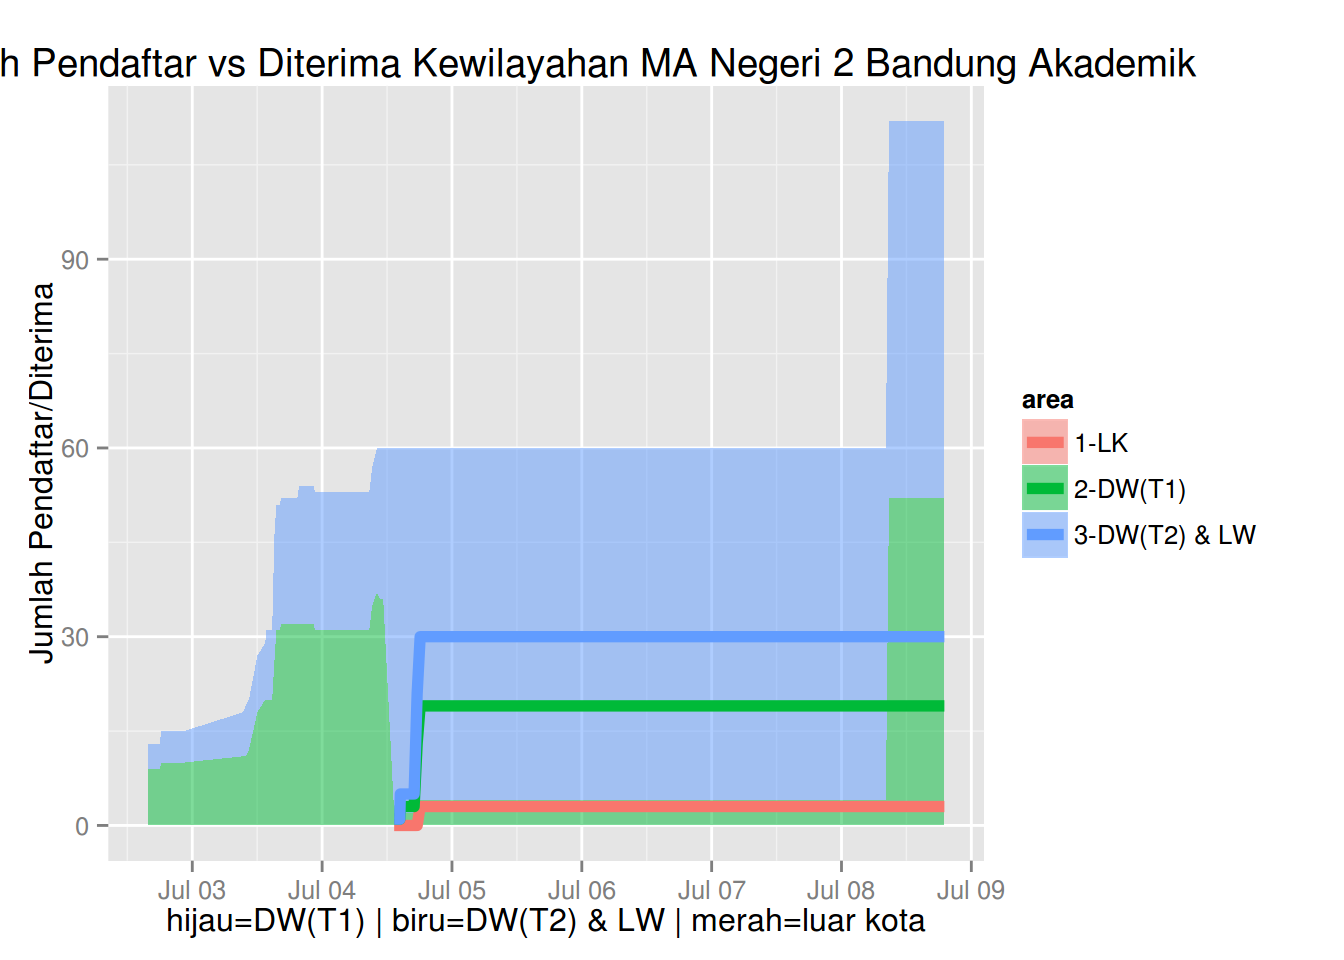 h Pendaftar vs Diterima Kewilayahan MA Negeri 2 Bandung Akademik
Jumlah Pendaftar/Diterima
90
60
30
0
Jul 03 Jul 04 Jul 05 Jul 06 Jul 07 Jul 08 Jul 09
hijau=DW(T1) | biru=DW(T2) & LW | merah=luar kota
area
1-LK
2-DW(T1)
3-DW(T2) & LW